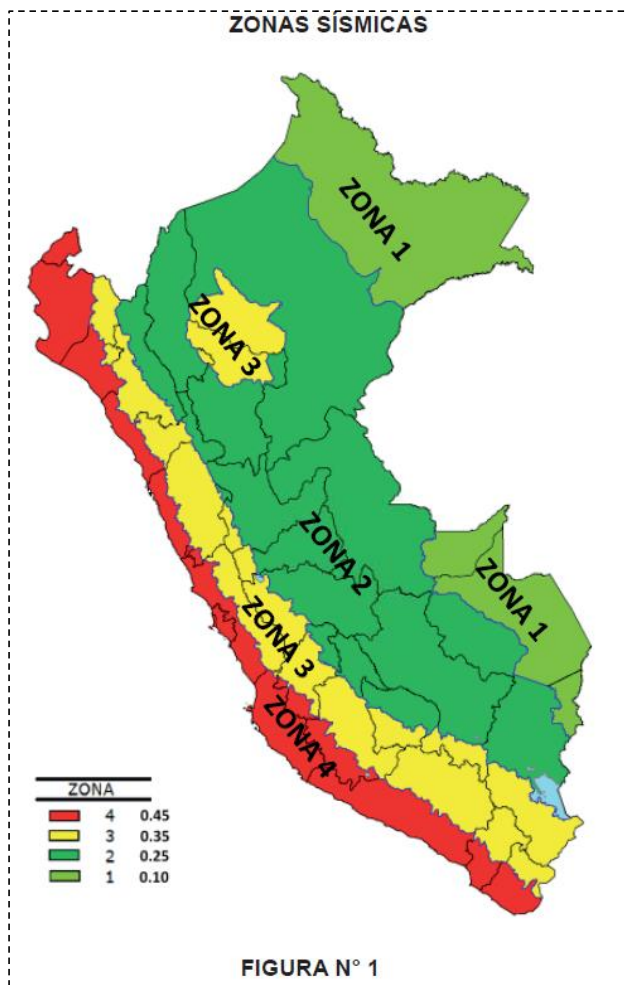 ZONAS SÍSMICAS
ZONA 1
ZONA 3
ZONA 2
ZONA 1
ZONA 3
ZONA 4
ZONA
4 0.45
3 0.35
2 0.25
1 0.10
FIGURA N° 1